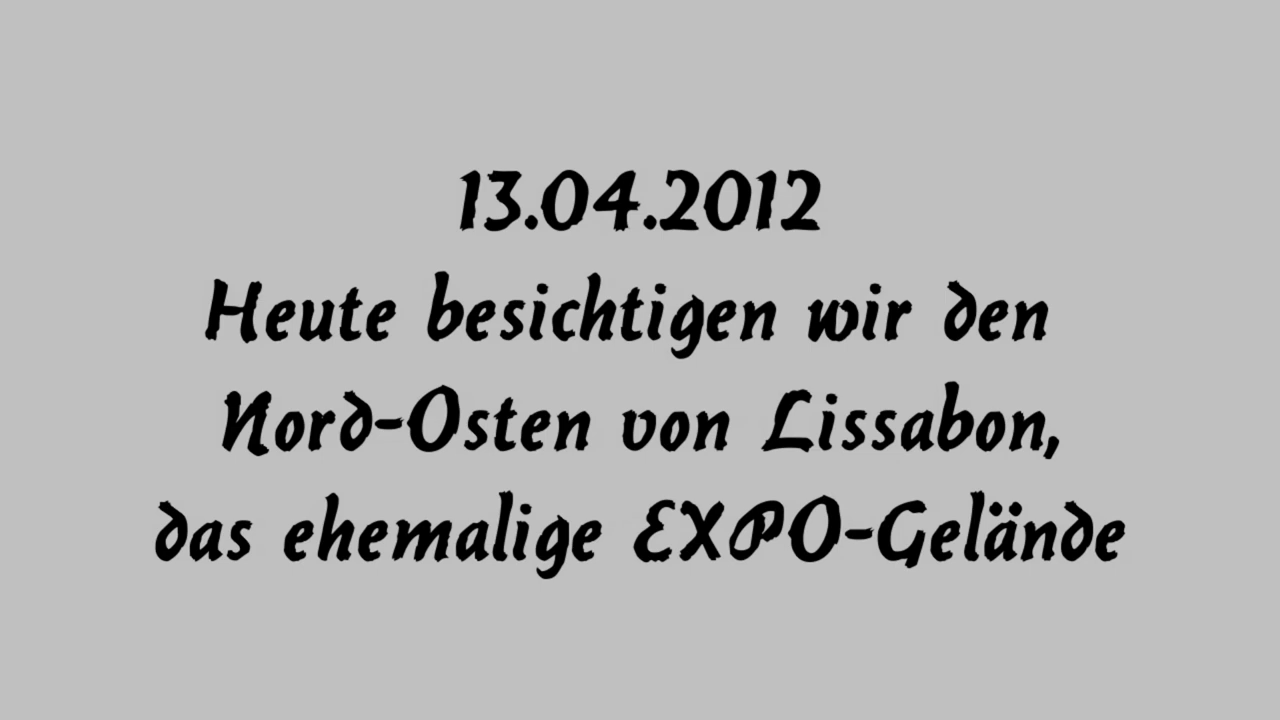 13.04.2012
Heute besichtigen wir den
Nord-Osten von Lissabon,
das ehemalige EXPO-Gelände